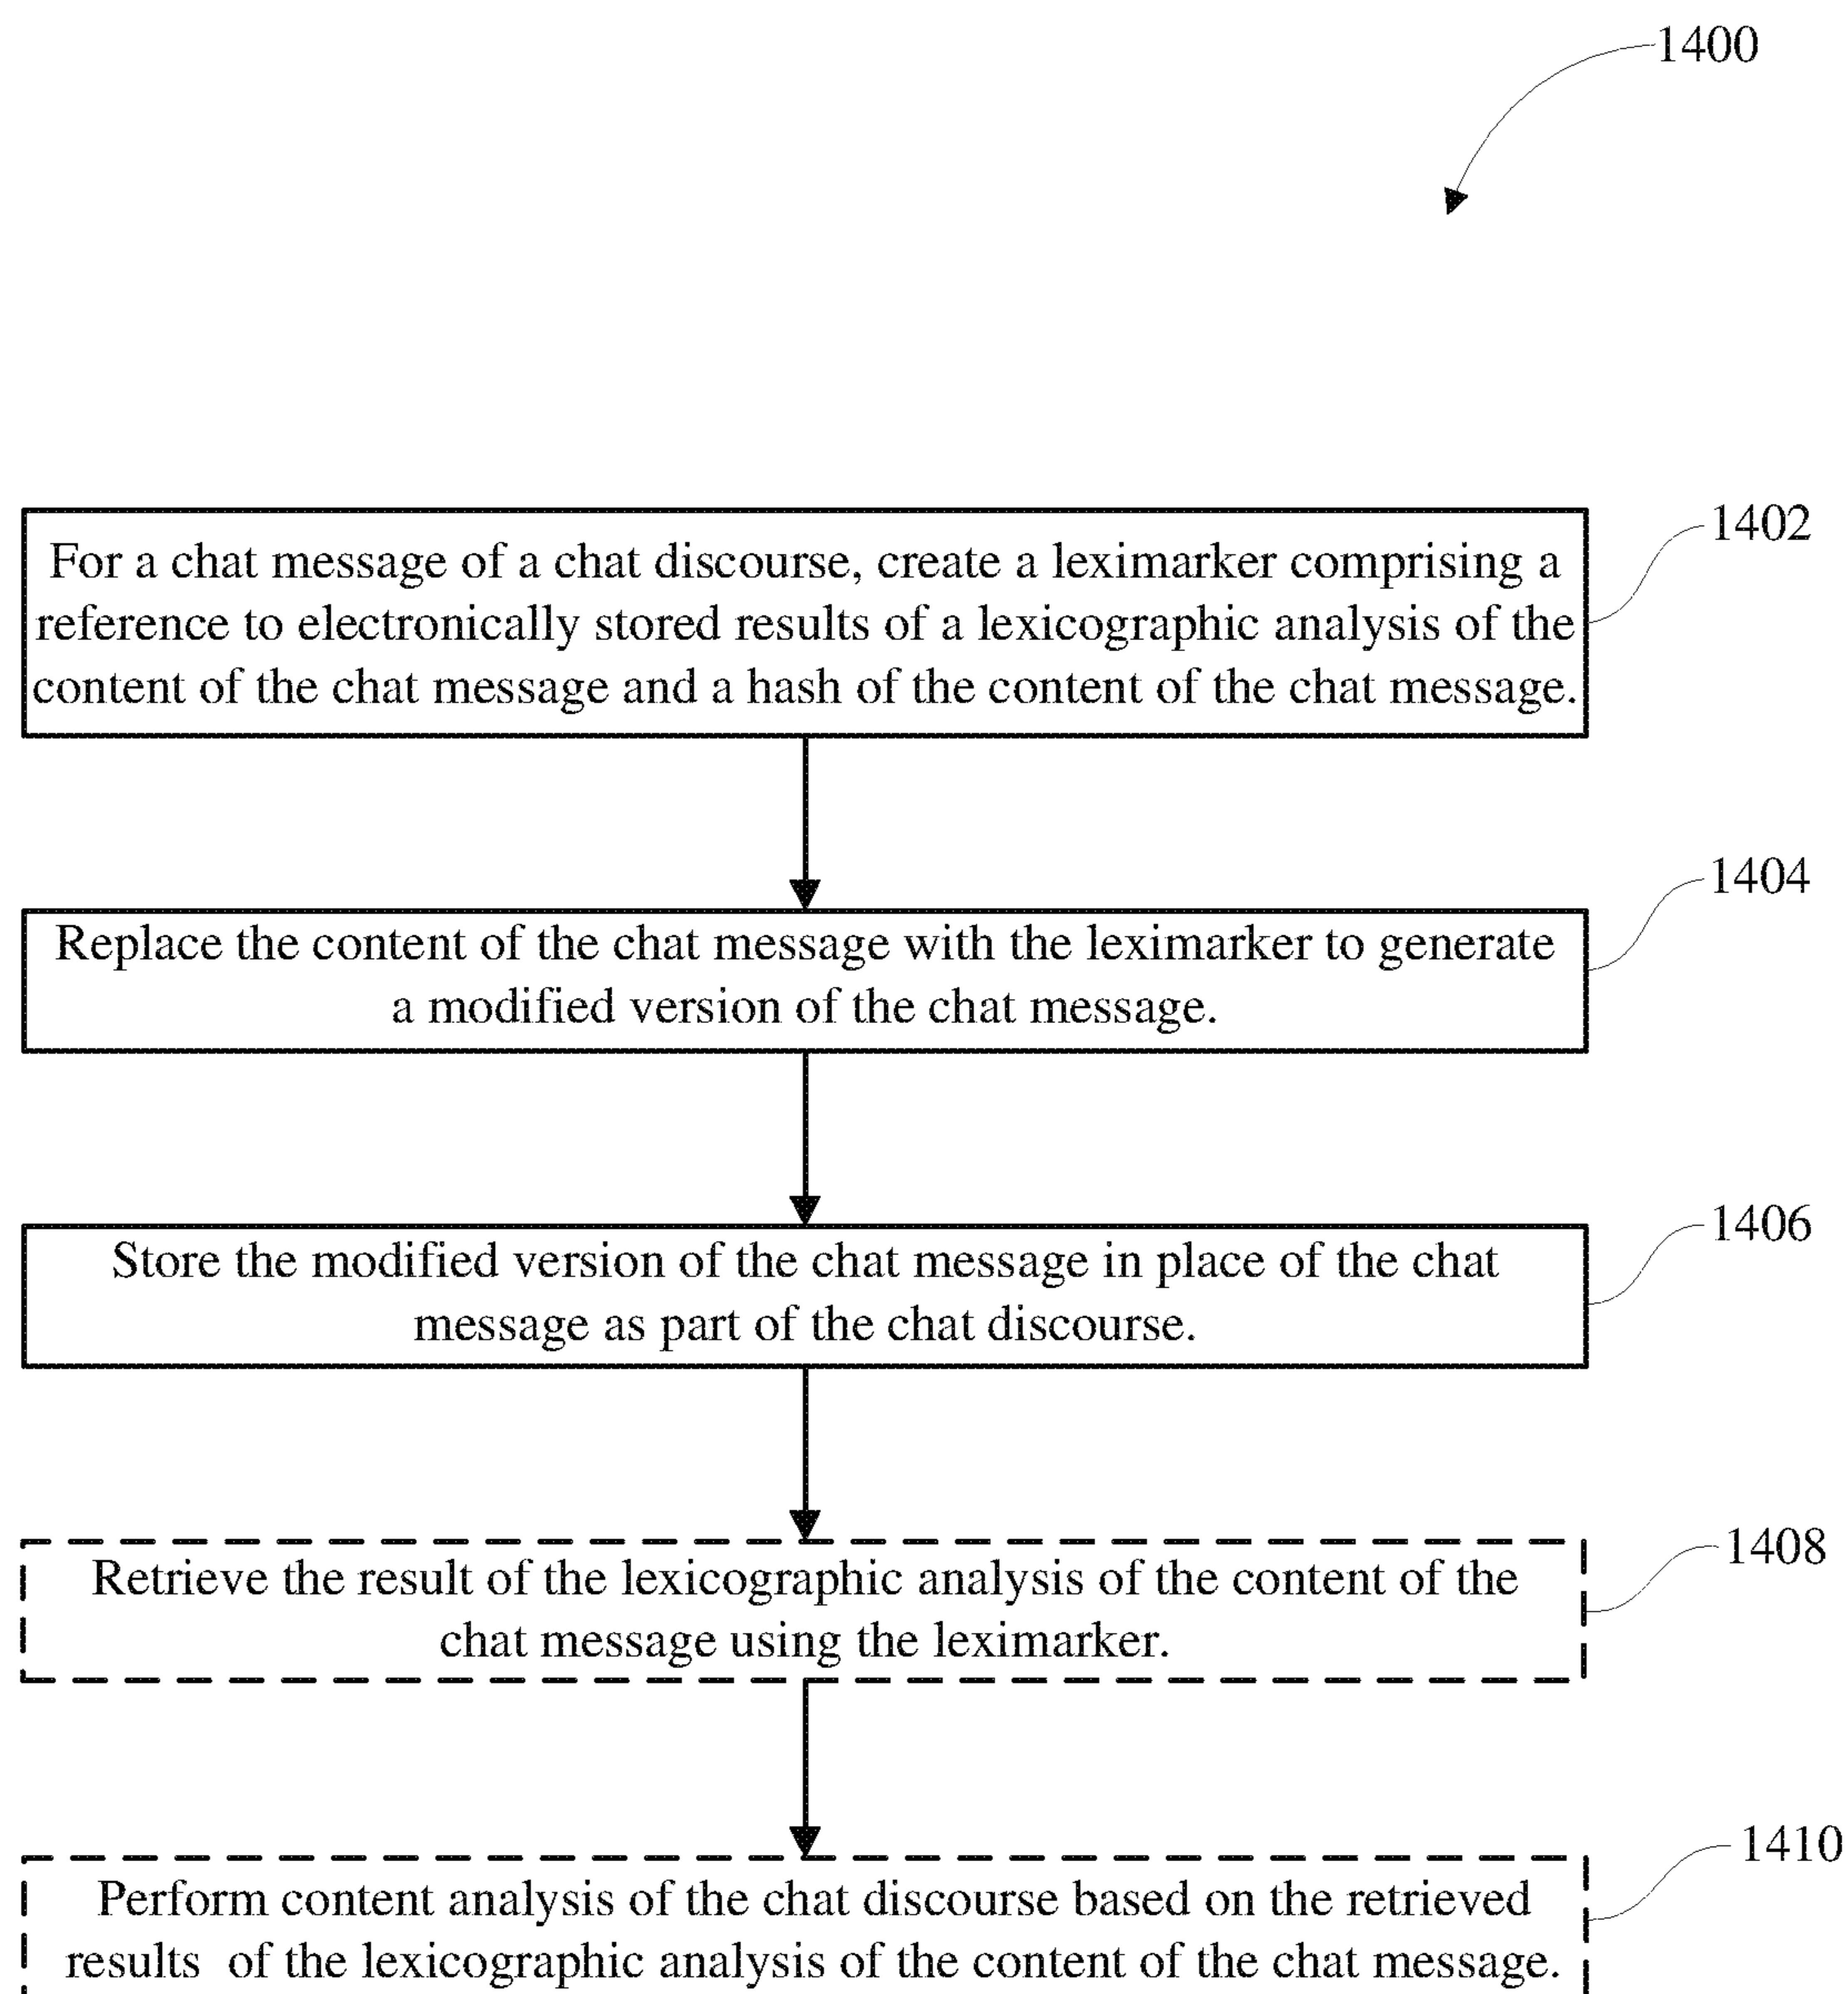 1400
For a chat message of a chat discourse, create a leximarker comprising a
reference to electronically stored results of a lexicographic analysis of the
content of the chat message and a hash of the content of the chat message.
1402
Replace the content of the chat message with the leximarker to generate
a modified version of the chat message.
1404
Store the modified version of the chat message in place of the chat
message as part of the chat discourse.
1406
Retrieve the result of the lexicographic analysis of the content of the
chat message using the leximarker.
1408
Perform content analysis of the chat discourse based on the retrieved
results of the lexicographic analysis of the content of the chat message.
1410